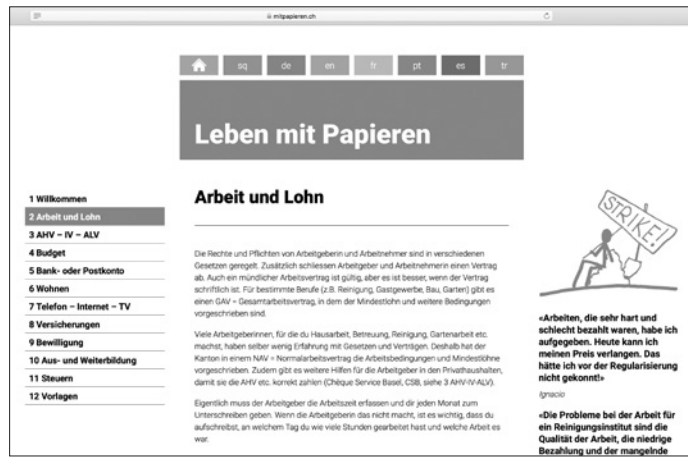 mitpapieren.ch
sq de en fr pt es tr
Leben mit Papieren
1 Willkommen
2 Arbeit und Lohn
3 AHV – IV – ALV
4 Budget
5 Bank- oder Postkonto
6 Wohnen
7 Telefon – Internet – TV
8 Versicherungen
9 Bewilligung
10 Aus- und Weiterbildung
11 Steuern
12 Vorlagen
Arbeit und Lohn
Die Rechte und Pflichten von Arbeitgeberin und Arbeitnehmer sind in verschiedenen
Gesetzen geregelt. Zusätzlich schliessen Arbeitgeber und Arbeitnehmerin einen Vertrag
ab. Auch ein mündlicher Arbeitsvertrag ist gültig, aber es ist besser, wenn der Vertrag
schriftlich ist. Für bestimmte Berufe (z.B. Reinigung, Gastgewerbe, Bau, Garten) gibt es
einen GAV = Gesamtarbeitsvertrag, in dem der Mindestlohn und weitere Bedingungen
vorgeschrieben sind.
Viele Arbeitgeberinnen, für die du Hausarbeit, Betreuung, Reinigung, Gartenarbeit etc.
machst, haben selber wenig Erfahrung mit Gesetzen und Verträgen. Deshalb hat der
Kanton in einem NAV = Normalarbeitsvertrag die Arbeitsbedingungen und Mindestlöhne
vorgeschrieben. Zudem gibt es weitere Hilfen für die Arbeitgeber in den Privathaushalten,
damit sie die AHV etc. korrekt zahlen (Chèque Service Basel, CSB, siehe 3 AHV-IV-ALV).
Eigentlich muss der Arbeitgeber die Arbeitszeit erfassen und dir jeden Monat zum
Unterschreiben geben. Wenn die Arbeitgeberin das nicht macht, ist es wichtig, dass du
aufschreibst, an welchem Tag du wie viele Stunden gearbeitet hast und welche Arbeit es
war.
STRIKE!
«Arbeiten, die sehr hart und
schlecht bezahlt waren, habe ich
aufgegeben. Heute kann ich
meinen Preis verlangen. Das
hätte ich vor der Regularisierung
nicht gekonnt!»
Ignacio
«Die Probleme bei der Arbeit für
ein Reinigungsinstitut sind die
Qualität der Arbeit, die niedrige
Bezahlung und der mangelnde